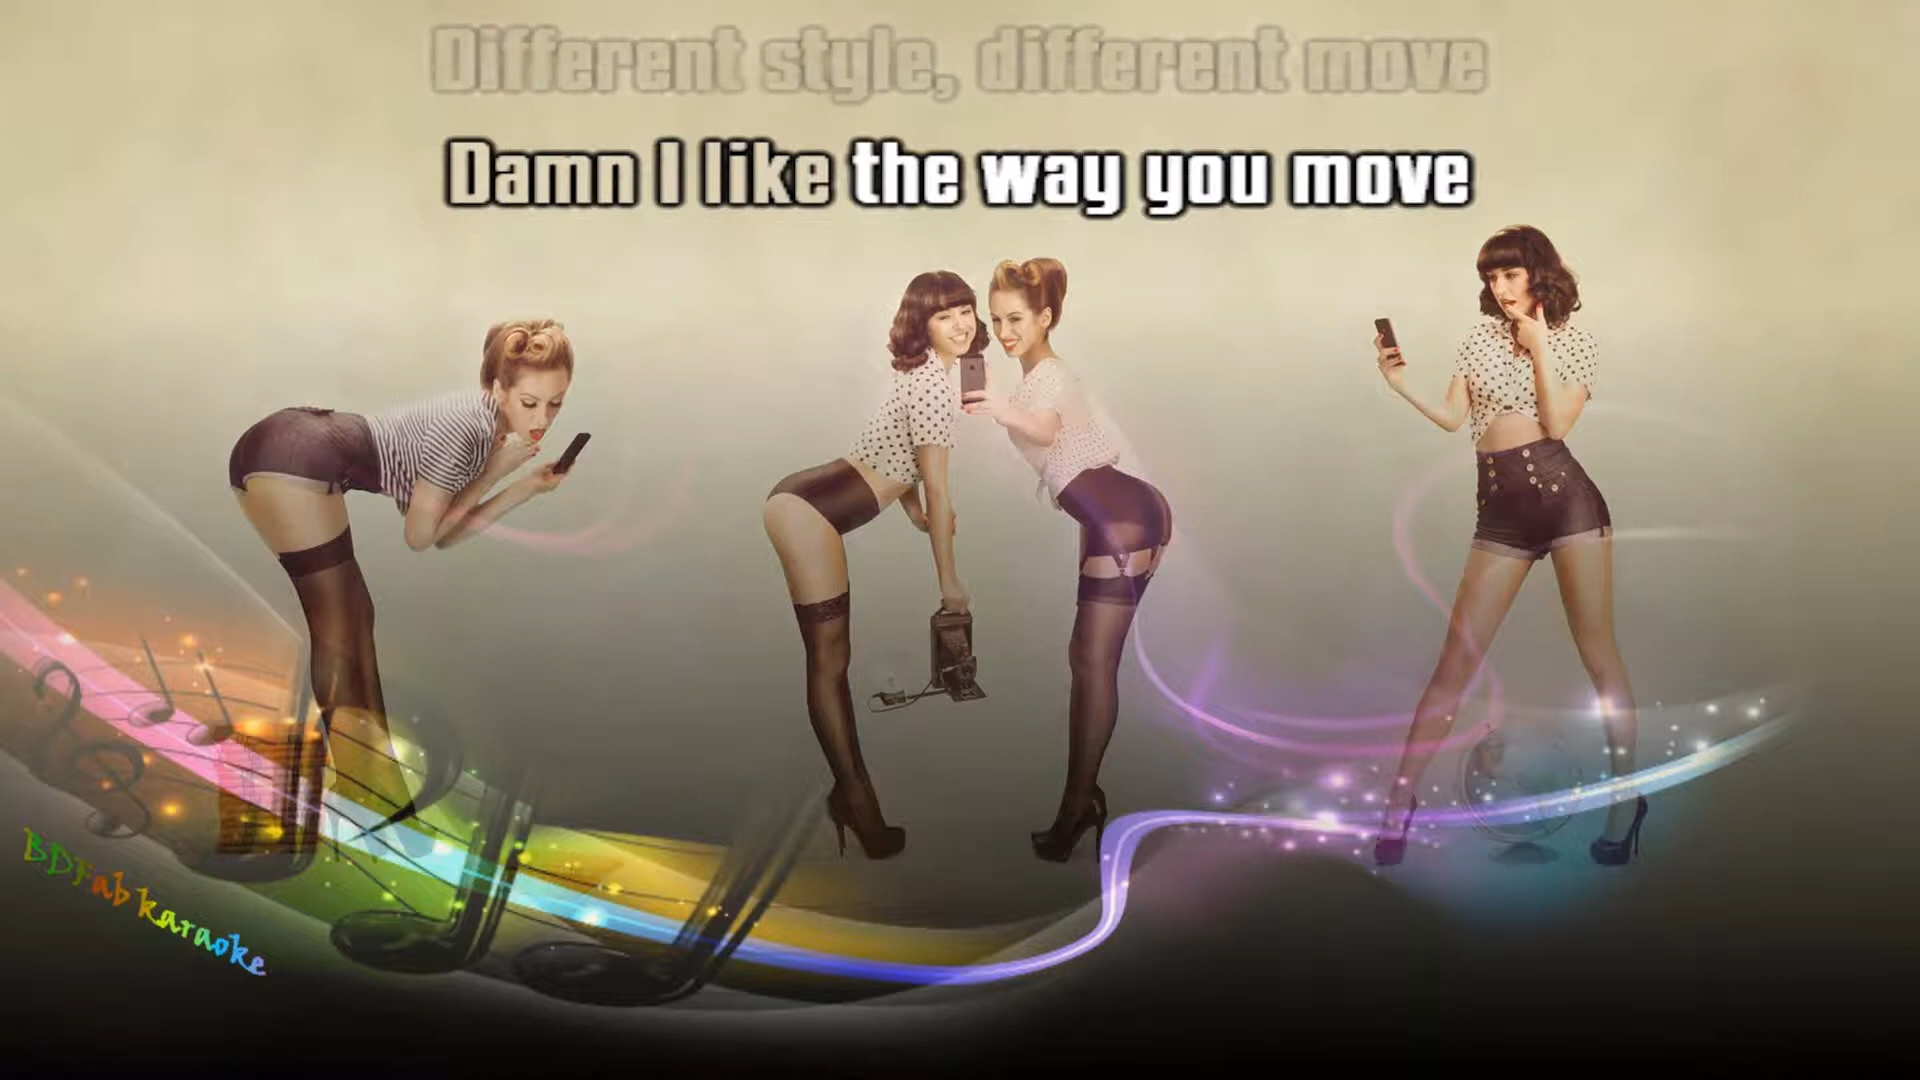 Different style, different move
Damn I like the way you move
BDFab karaoke